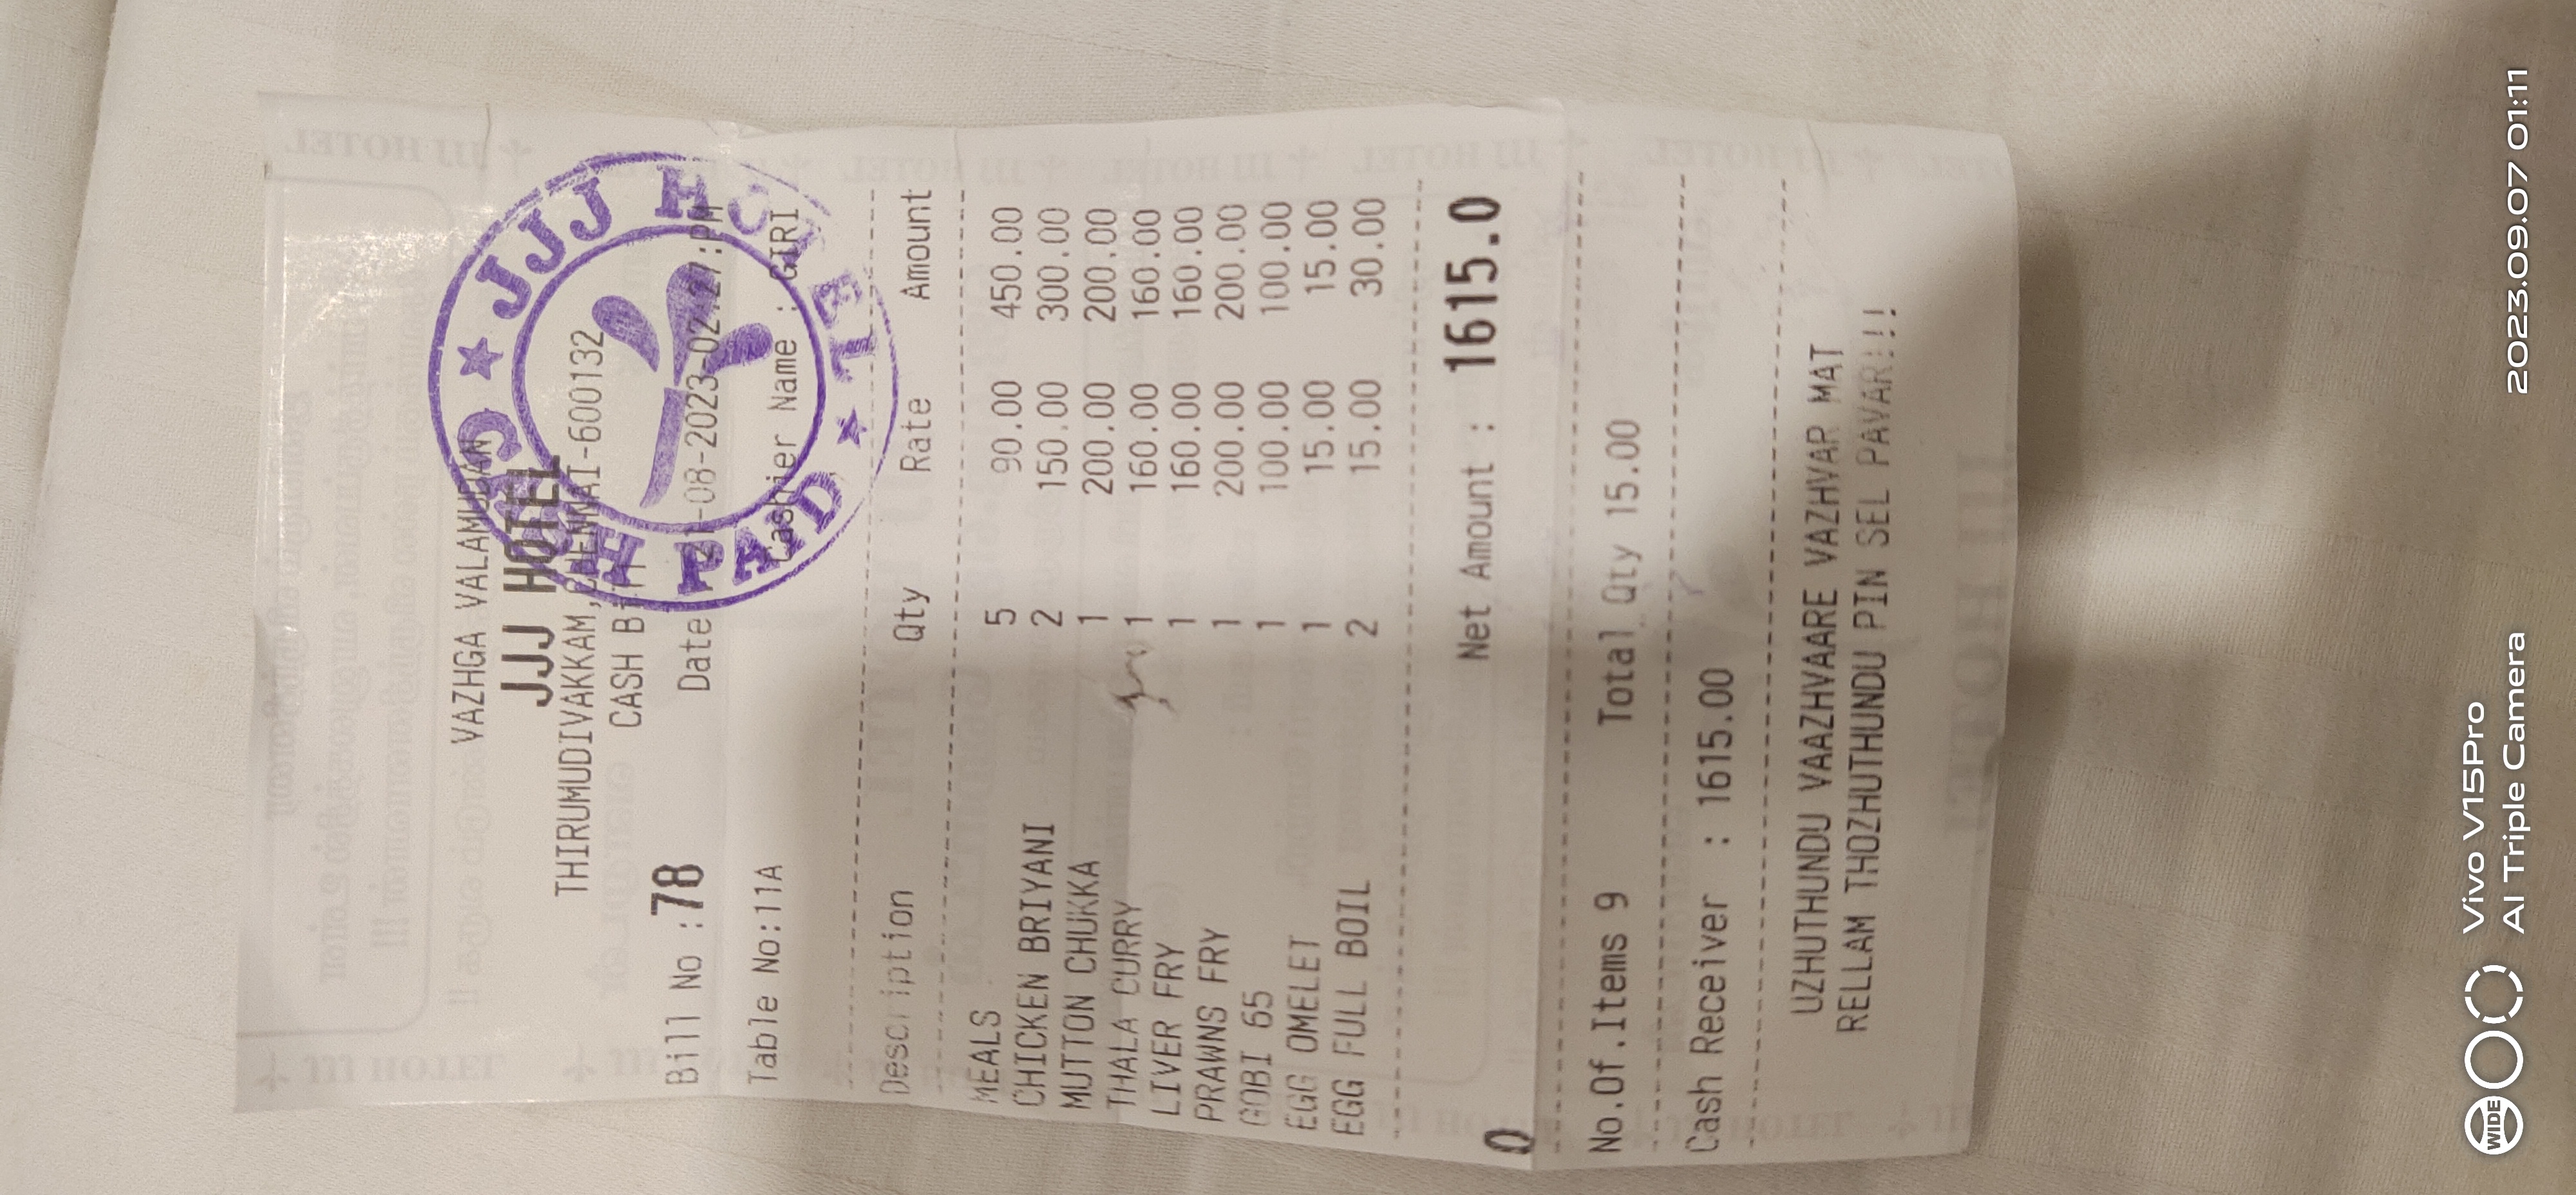 VAZHGA VALAMUDAN
JJJ HOTEL
THIRUMUDIVAKKAM,CHENNAI-600132
CASH BILL
Bill No :78 Date 21-08-2023-02:27:PM
Table No:11A Cashier Name : GIRI
JJJ HOTEL ★ PAID ★
Description Qty Rate Amount
MEALS 5 90.00 450.00
CHICKEN BRIYANI 2 150.00 300.00
MUTTON CHUKKA 1 200.00 200.00
THALA CURRY 1 160.00 160.00
LIVER FRY 1 160.00 160.00
PRAWNS FRY 1 200.00 200.00
GOBI 65 1 100.00 100.00
EGG OMELET 1 15.00 15.00
EGG FULL BOIL 2 15.00 30.00
Net Amount : 1615.0
0
No.Of.Items 9 Total Qty 15.00
Cash Receiver : 1615.00
UZHUTHUNDU VAAZHVAARE VAZHVAR MAT
RELLAM THOZHUTHUNDU PIN SEL PAVAR!!!
JJJ HOTEL
WIDE
Vivo V15Pro
AI Triple Camera
2023.09.07 01:11